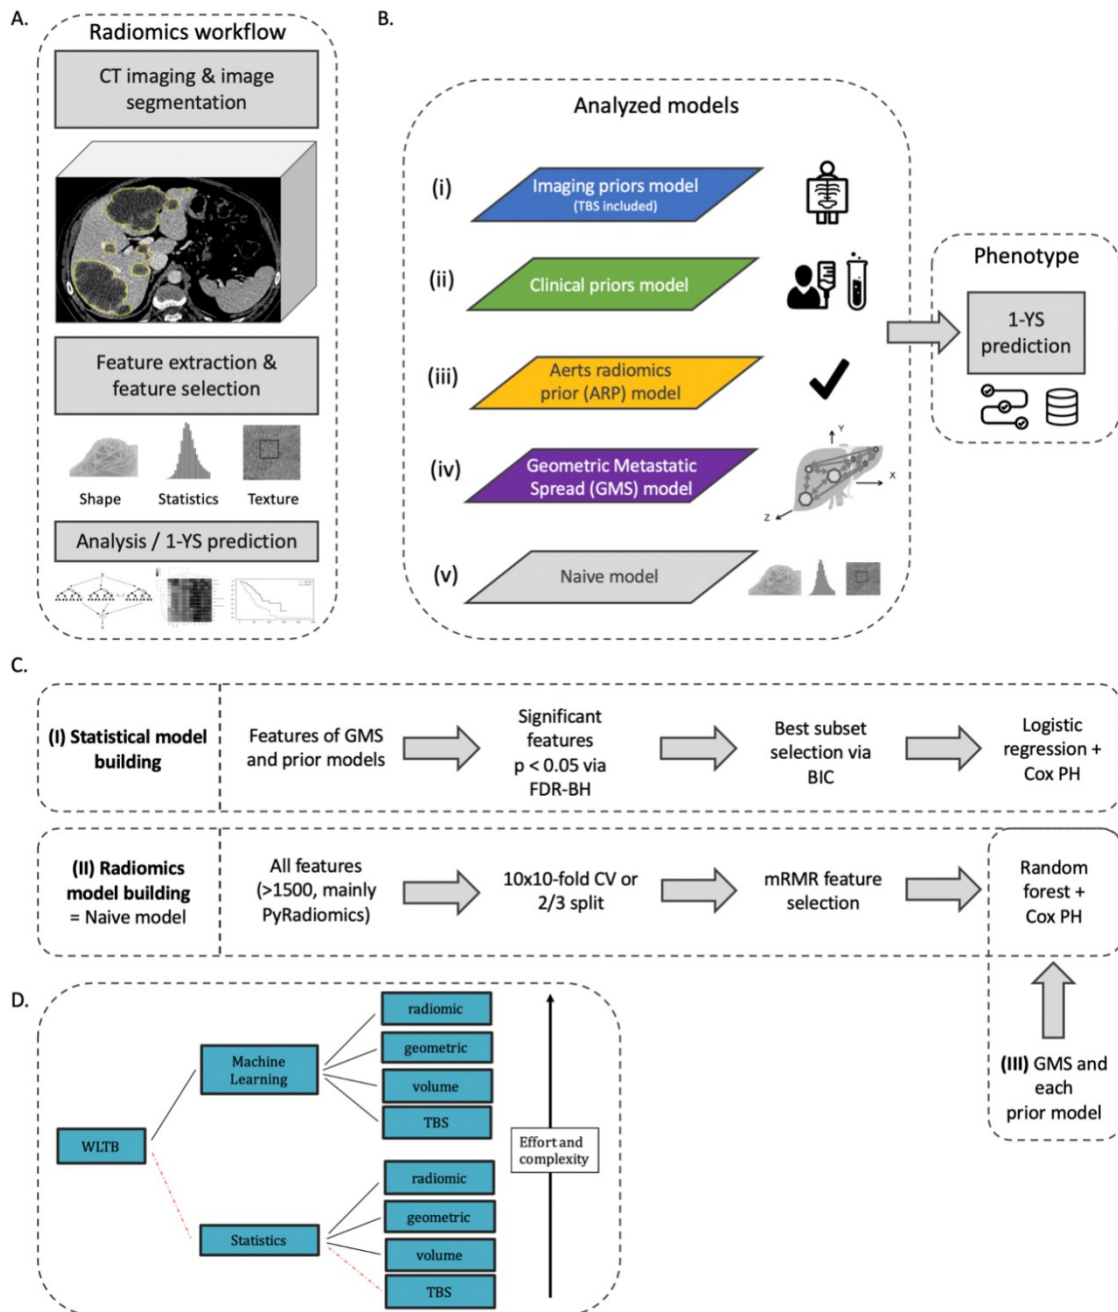 A.
Radiomics workflow
CT imaging & image
segmentation
Feature extraction &
feature selection
Shape
Statistics
Texture
Analysis / 1-YS prediction
B.
Analyzed models
(i)
Imaging priors model
(TBS included)
(ii)
Clinical priors model
(iii)
Aerts radiomics
prior (ARP) model
(iv)
Geometric Metastatic
Spread (GMS) model
Y
X
Z
(v)
Naive model
Phenotype
1-YS
prediction
C.
(I) Statistical model
building
Features of GMS
and prior models
Significant
features
p < 0.05 via
FDR-BH
Best subset
selection via
BIC
Logistic
regression +
Cox PH
(II) Radiomics
model building
= Naive model
All features
(>1500, mainly
PyRadiomics)
10x10-fold CV or
2/3 split
mRMR feature
selection
Random
forest +
Cox PH
(III) GMS and
each
prior model
D.
WLTB
Machine
Learning
radiomic
geometric
volume
TBS
Statistics
radiomic
geometric
volume
TBS
Effort and
complexity